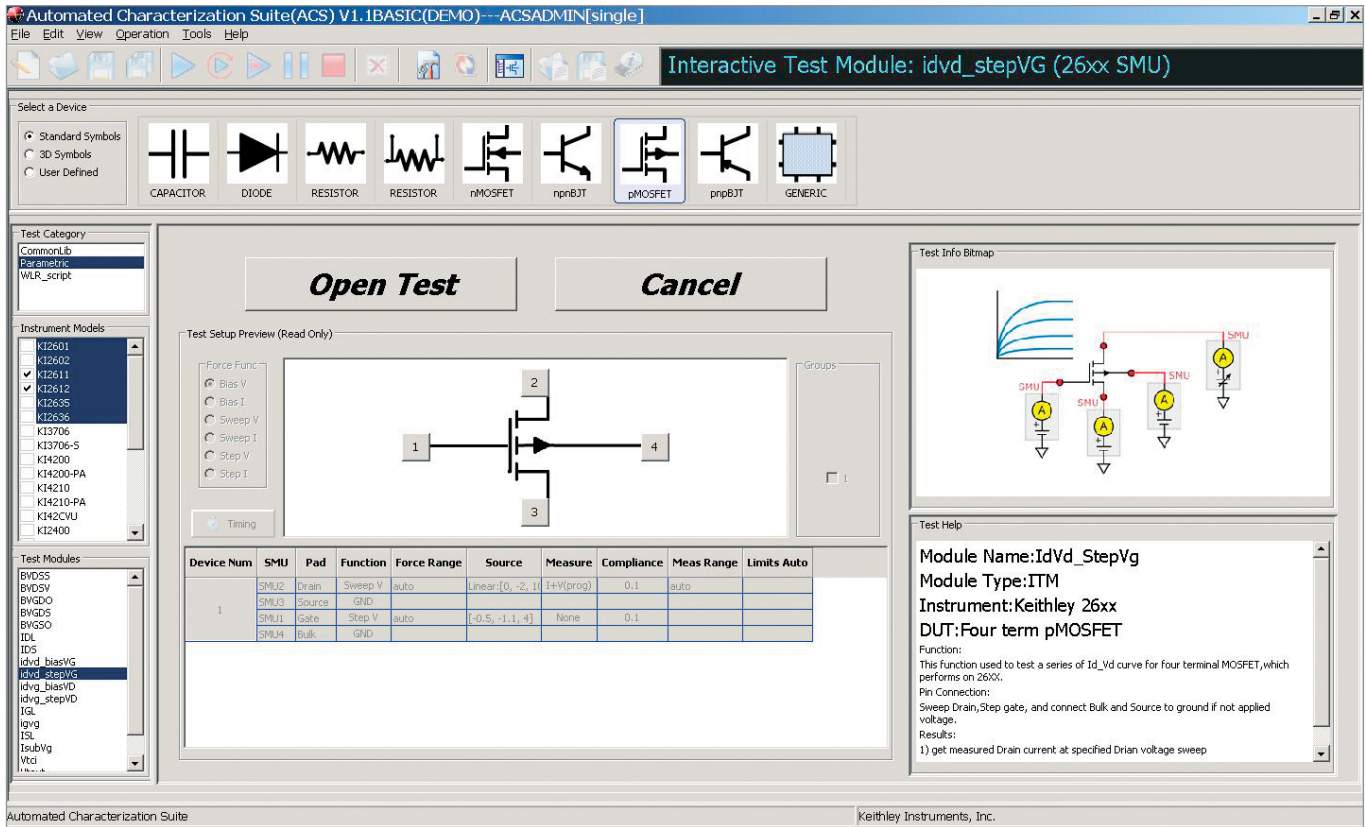 Automated Characterization Suite(ACS) V1.1BASIC(DEMO)---ACSADMIN[single]
File Edit View Operation Tools Help
Interactive Test Module: idvd_stepVG (26xx SMU)
Select a Device
Standard Symbols
3D Symbols
User Defined
CAPACITOR DIODE RESISTOR RESISTOR nMOSFET npnBJT pMOSFET pnpBJT GENERIC
Test Category
CommonLib
Parametric
WLR_script
Instrument Models
KI2601
KI2602
KI2611
KI2612
KI2635
KI2636
KI3706
KI3706-S
KI4200
KI4200-PA
KI4210
KI4210-PA
KI42CVU
KI2400
Test Modules
BVDSS
BVDSV
BVGDO
BVGDS
BVGSO
IDL
IDS
idvd_biasVG
idvd_stepVG
idvg_biasVD
idvg_stepVD
IGL
igvg
ISL
IsubVg
Vtci
Open Test Cancel
Test Setup Preview (Read Only)
Force Func
Bias V
Bias I
Sweep V
Sweep I
Step V
Step I
Timing
2
1
4
3
Groups
1
Device Num SMU Pad Function Force Range Source Measure Compliance Meas Range Limits Auto
1
SMU2 Drain Sweep V auto Linear:[0, -2, 10 I+V(prog) 0.1 auto
SMU3 Source GND
SMU1 Gate Step V auto [-0.5, -1.1, 4] None 0.1
SMU4 Bulk GND
Test Info Bitmap
SMU
A
SMU
A
SMU
A
SMU
A
Test Help
Module Name:IdVd_StepVg
Module Type:ITM
Instrument:Keithley 26xx
DUT:Four term pMOSFET
Function:
This function used to test a series of Id_Vd curve for four terminal MOSFET,which
performs on 26XX.
Pin Connection:
Sweep Drain,Step gate, and connect Bulk and Source to ground if not applied
voltage.
Results:
1) get measured Drain current at specified Drian voltage sweep
Automated Characterization Suite
Keithley Instruments, Inc.